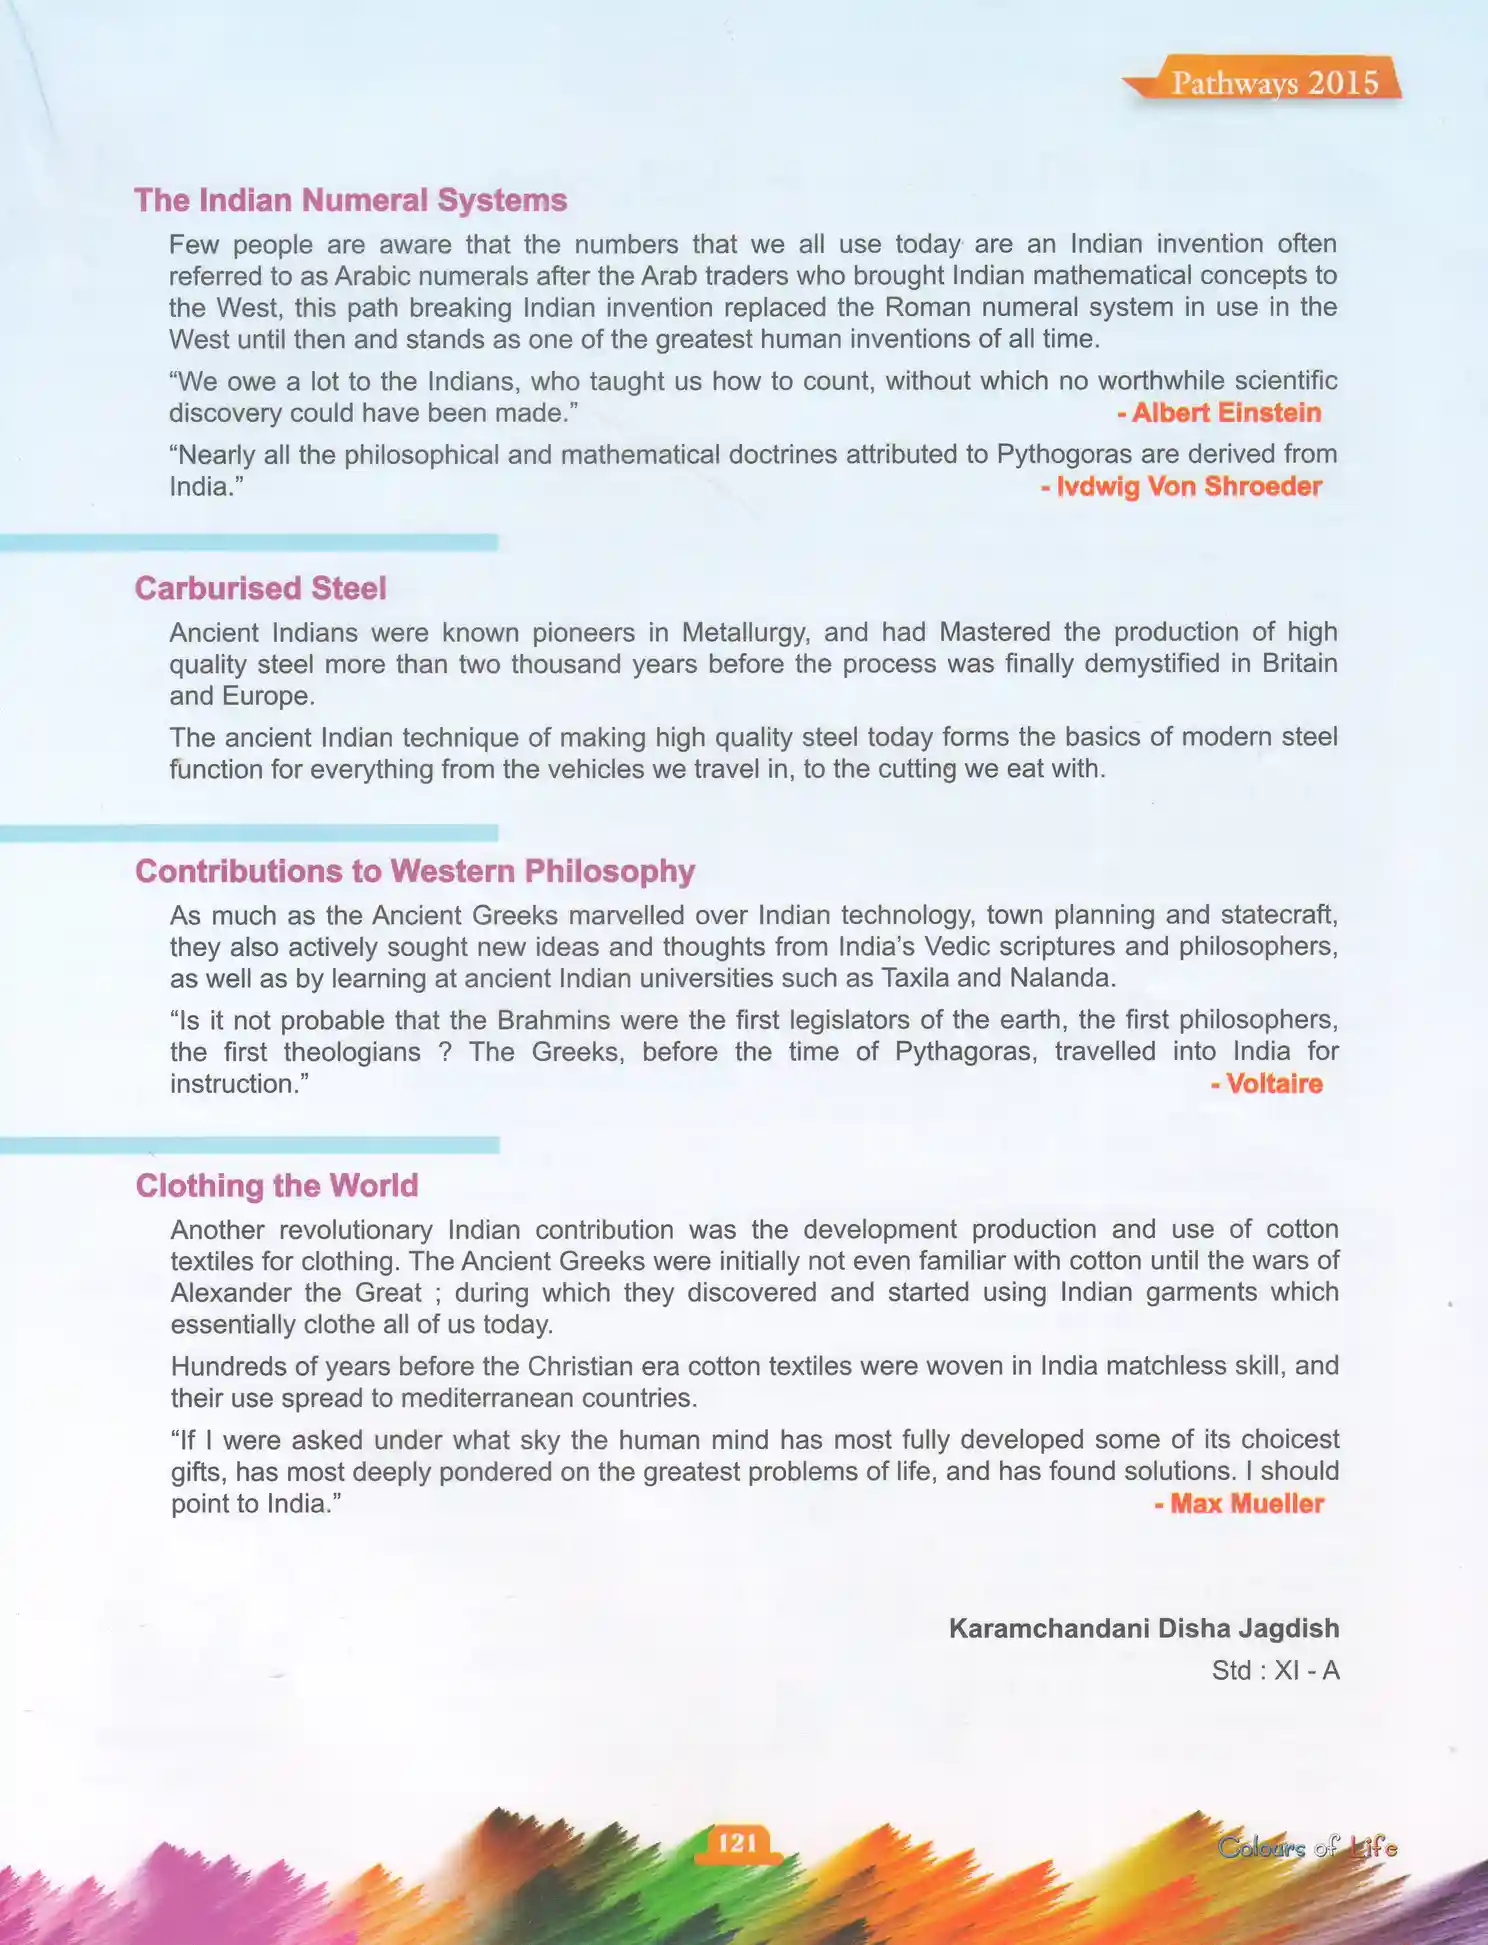 Pathways 2015
The Indian Numeral Systems
Few people are aware that the numbers that we all use today are an Indian invention often
referred to as Arabic numerals after the Arab traders who brought Indian mathematical concepts to
the West, this path breaking Indian invention replaced the Roman numeral system in use in the
West until then and stands as one of the greatest human inventions of all time.
“We owe a lot to the Indians, who taught us how to count, without which no worthwhile scientific
discovery could have been made.” - Albert Einstein
“Nearly all the philosophical and mathematical doctrines attributed to Pythogoras are derived from
India.” - Ivdwig Von Shroeder
Carburised Steel
Ancient Indians were known pioneers in Metallurgy, and had Mastered the production of high
quality steel more than two thousand years before the process was finally demystified in Britain
and Europe.
The ancient Indian technique of making high quality steel today forms the basics of modern steel
function for everything from the vehicles we travel in, to the cutting we eat with.
Contributions to Western Philosophy
As much as the Ancient Greeks marvelled over Indian technology, town planning and statecraft,
they also actively sought new ideas and thoughts from India’s Vedic scriptures and philosophers,
as well as by learning at ancient Indian universities such as Taxila and Nalanda.
“Is it not probable that the Brahmins were the first legislators of the earth, the first philosophers,
the first theologians ? The Greeks, before the time of Pythagoras, travelled into India for
instruction.” - Voltaire
Clothing the World
Another revolutionary Indian contribution was the development production and use of cotton
textiles for clothing. The Ancient Greeks were initially not even familiar with cotton until the wars of
Alexander the Great ; during which they discovered and started using Indian garments which
essentially clothe all of us today.
Hundreds of years before the Christian era cotton textiles were woven in India matchless skill, and
their use spread to mediterranean countries.
“If I were asked under what sky the human mind has most fully developed some of its choicest
gifts, has most deeply pondered on the greatest problems of life, and has found solutions. I should
point to India.” - Max Mueller
Karamchandani Disha Jagdish
Std : XI - A
121
Colours of Life